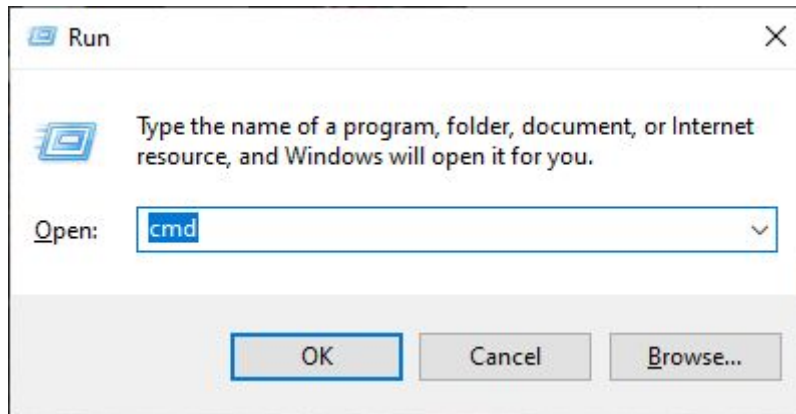 Run
Type the name of a program, folder, document, or Internet
resource, and Windows will open it for you.
Open: cmd
OK Cancel Browse...